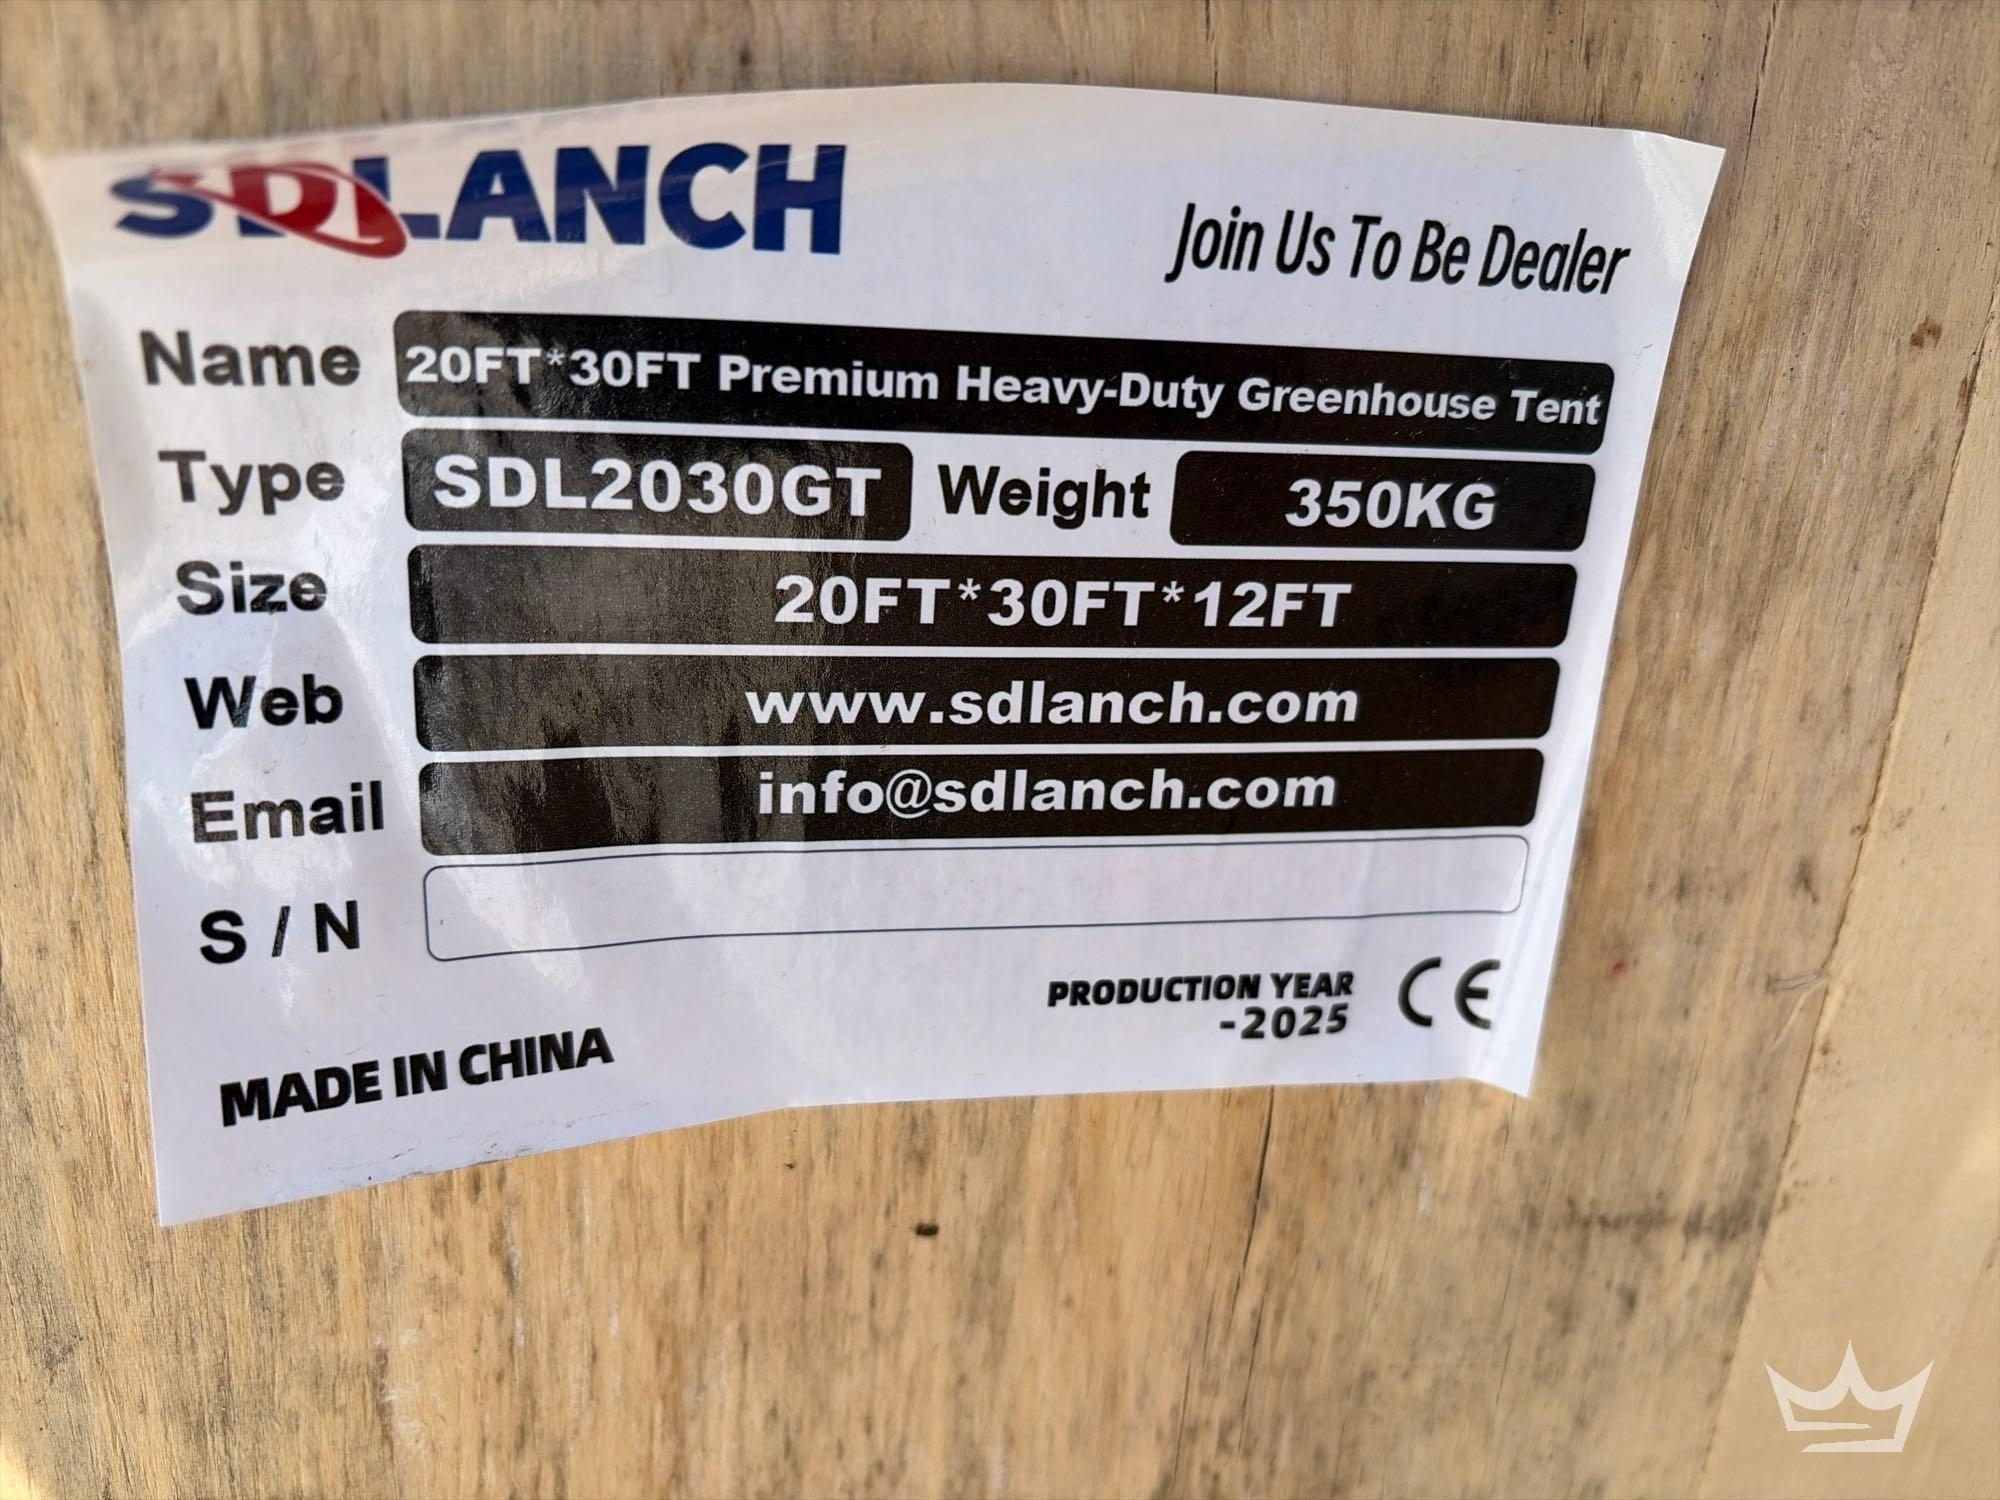 SDLANCH
Join Us To Be Dealer
Name 20FT*30FT Premium Heavy-Duty Greenhouse Tent
Type SDL2030GT Weight 350KG
Size 20FT*30FT*12FT
Web www.sdlanch.com
Email info@sdlanch.com
S / N
PRODUCTION YEAR
-2025
CE
MADE IN CHINA